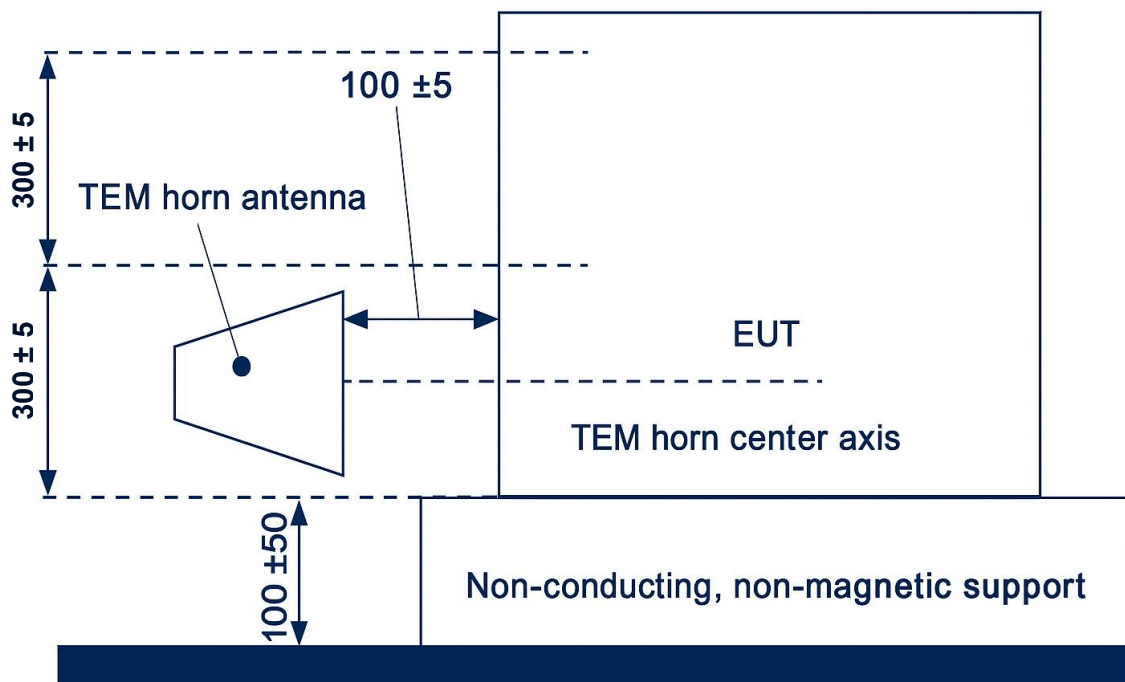 100 ±5
300 ± 5
TEM horn antenna
300 ± 5
EUT
TEM horn center axis
100 ±50
Non-conducting, non-magnetic support